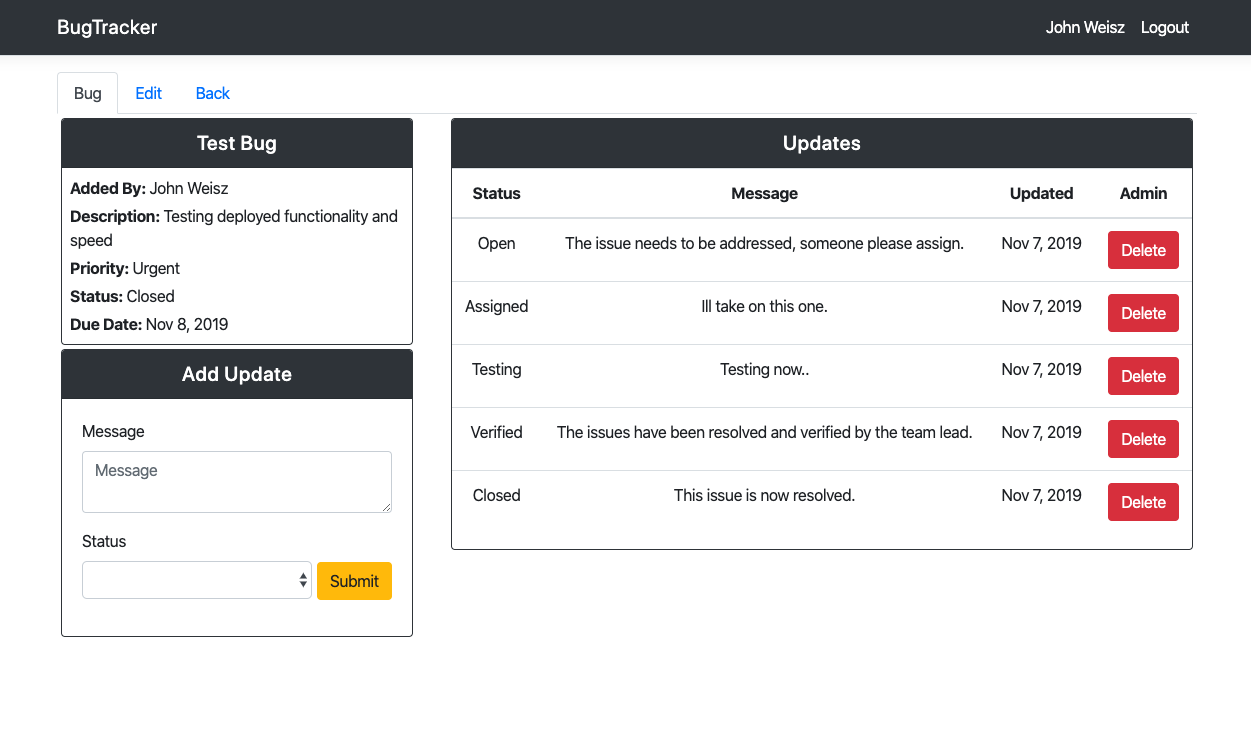 BugTracker
John Weisz Logout
Bug Edit Back
Test Bug
Added By: John Weisz
Description: Testing deployed functionality and
speed
Priority: Urgent
Status: Closed
Due Date: Nov 8, 2019
Add Update
Message
Message
Status
Submit
Updates
Status Message Updated Admin
Open The issue needs to be addressed, someone please assign. Nov 7, 2019 Delete
Assigned Ill take on this one. Nov 7, 2019 Delete
Testing Testing now.. Nov 7, 2019 Delete
Verified The issues have been resolved and verified by the team lead. Nov 7, 2019 Delete
Closed This issue is now resolved. Nov 7, 2019 Delete